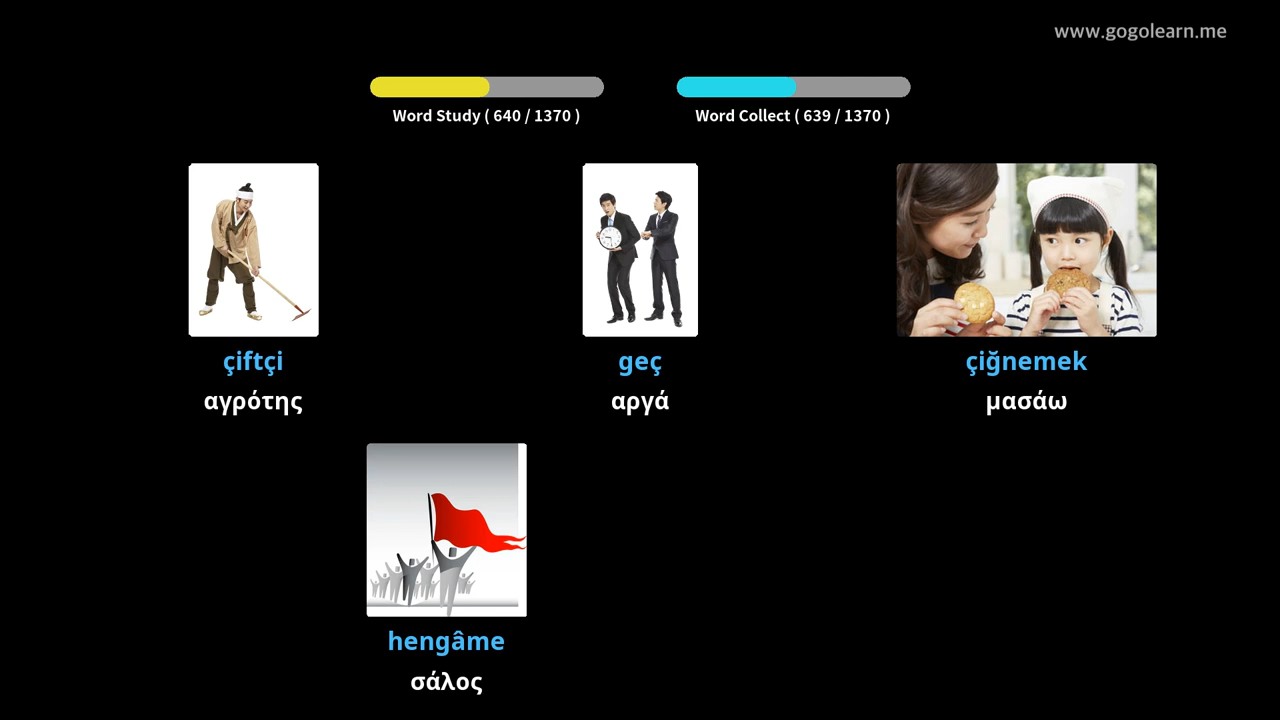 www.gogolearn.me
Word Study ( 640 / 1370 )
Word Collect ( 639 / 1370 )
çiftçi
geç
çiğnemek
αγρότης
αργά
μασάω
hengâme
σάλος